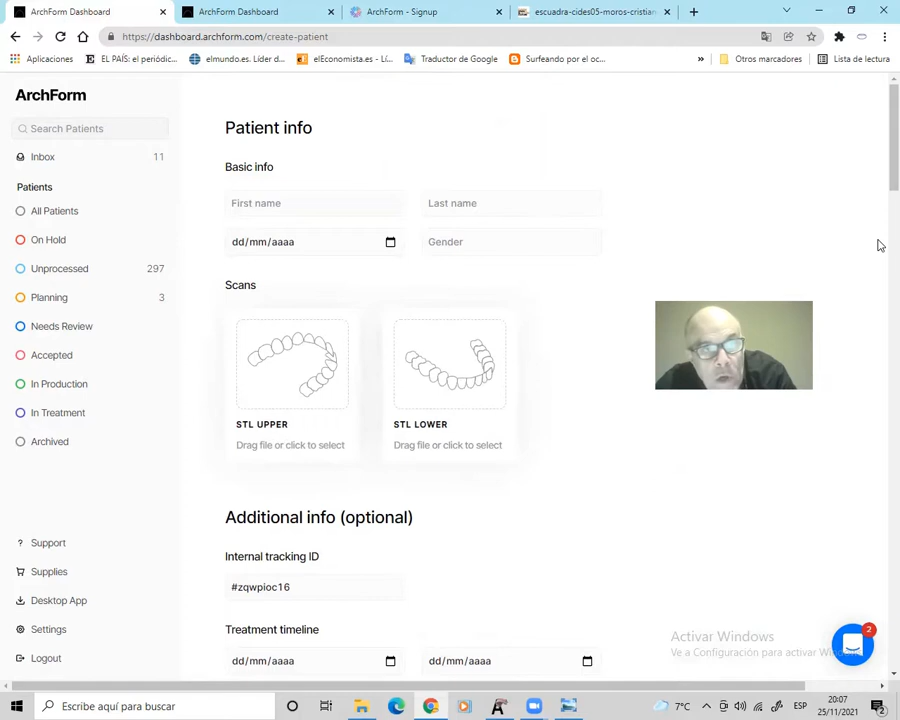 ArchForm Dashboard
ArchForm Dashboard
ArchForm - Signup
escuadra-cides05-moros-cristian
https://dashboard.archform.com/create-patient
Aplicaciones
EL PAÍS: el periódic...
elmundo.es. Líder d...
elEconomista.es - Lí...
Traductor de Google
Surfeando por el oc...
»
Otros marcadores
Lista de lectura
ArchForm
Search Patients
Inbox 11
Patients
All Patients
On Hold
Unprocessed 297
Planning 3
Needs Review
Accepted
In Production
In Treatment
Archived
Support
Supplies
Desktop App
Settings
Logout
Patient info
Basic info
First name Last name
dd/mm/aaaa Gender
Scans
STL UPPER STL LOWER
Drag file or click to select Drag file or click to select
Additional info (optional)
Internal tracking ID
#zqwpioc16
Treatment timeline
dd/mm/aaaa dd/mm/aaaa
Activar Windows
Ve a Configuración para activar
2
Escribe aquí para buscar
7°C
ESP
20:07
25/11/2021
2